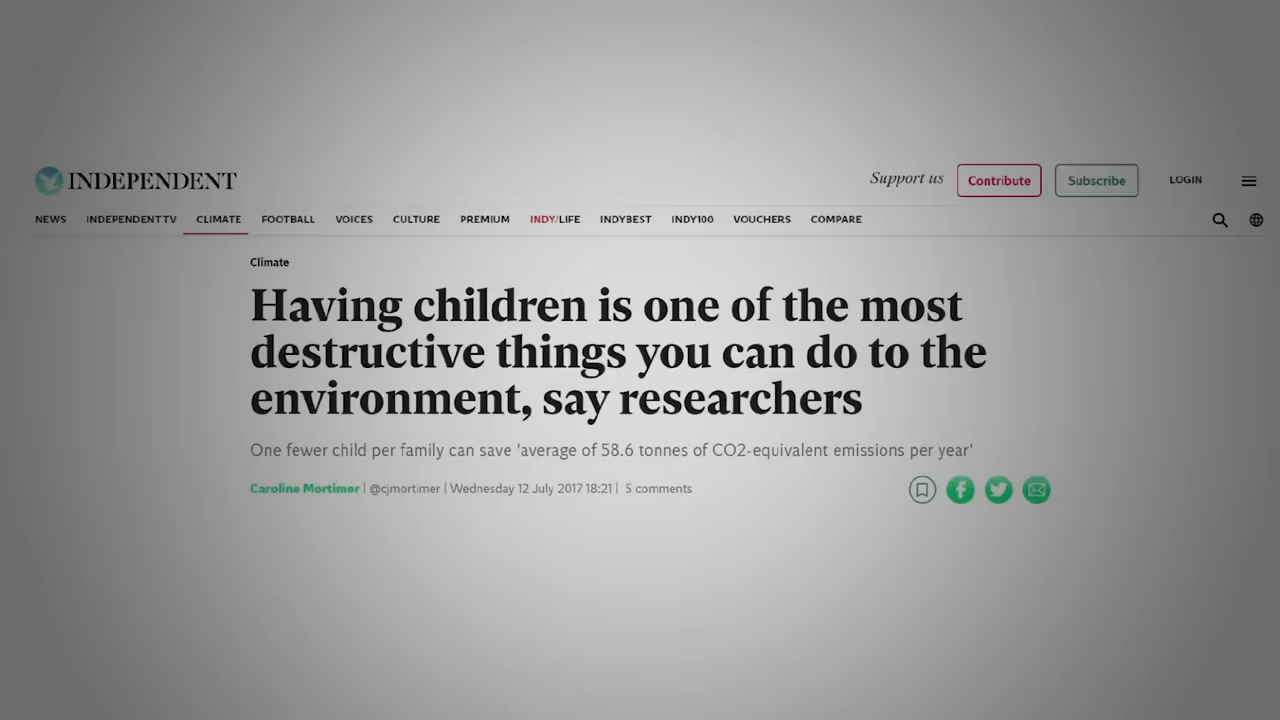 INDEPENDENT
Support us Contribute Subscribe LOGIN
NEWS INDEPENDENT TV CLIMATE FOOTBALL VOICES CULTURE PREMIUM INDY/LIFE INDYBEST INDY100 VOUCHERS COMPARE
Climate
Having children is one of the most
destructive things you can do to the
environment, say researchers
One fewer child per family can save 'average of 58.6 tonnes of CO2-equivalent emissions per year'
Caroline Mortimer | @cjmortimer | Wednesday 12 July 2017 18:21 | 5 comments